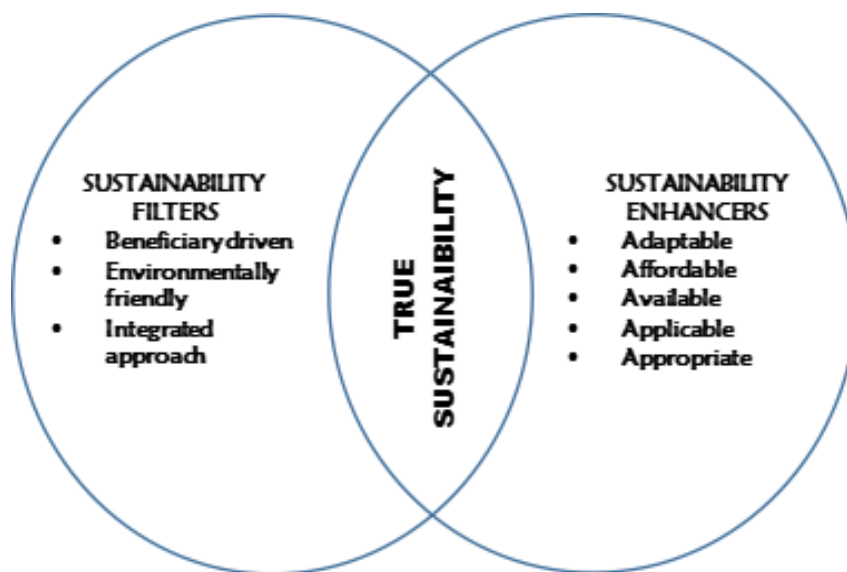 SUSTAINABILITY
FILTERS
• Beneficiary driven
• Environmentally
friendly
• Integrated
approach
TRUE
SUSTAINAIBILITY
SUSTAINABILITY
ENHANCERS
• Adaptable
• Affordable
• Available
• Applicable
• Appropriate